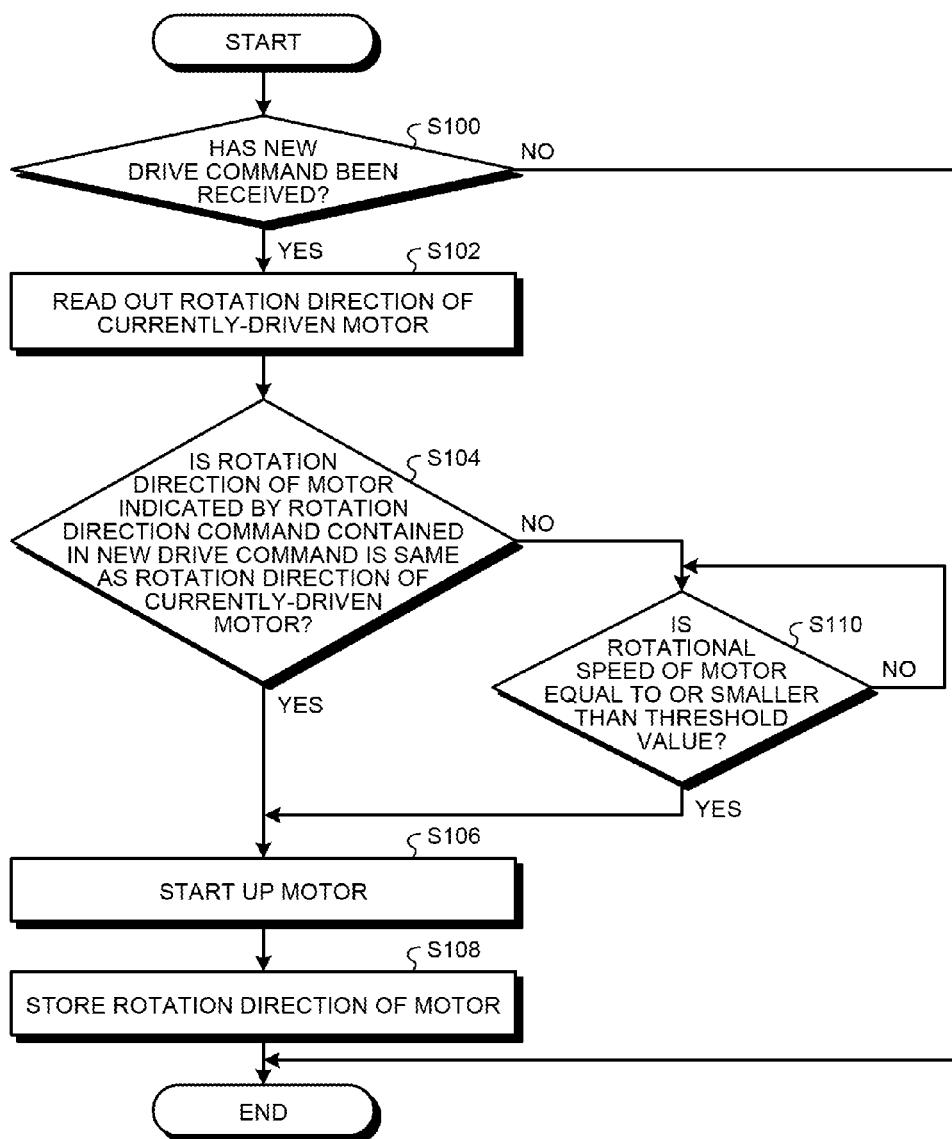 START
S100
HAS NEW
DRIVE COMMAND BEEN
RECEIVED?
NO
YES
S102
READ OUT ROTATION DIRECTION OF
CURRENTLY-DRIVEN MOTOR
S104
IS ROTATION
DIRECTION OF MOTOR
INDICATED BY ROTATION
DIRECTION COMMAND CONTAINED
IN NEW DRIVE COMMAND IS SAME
AS ROTATION DIRECTION OF
CURRENTLY-DRIVEN
MOTOR?
NO
YES
S110
IS
ROTATIONAL
SPEED OF MOTOR
EQUAL TO OR SMALLER
THAN THRESHOLD
VALUE?
NO
YES
S106
START UP MOTOR
S108
STORE ROTATION DIRECTION OF MOTOR
END